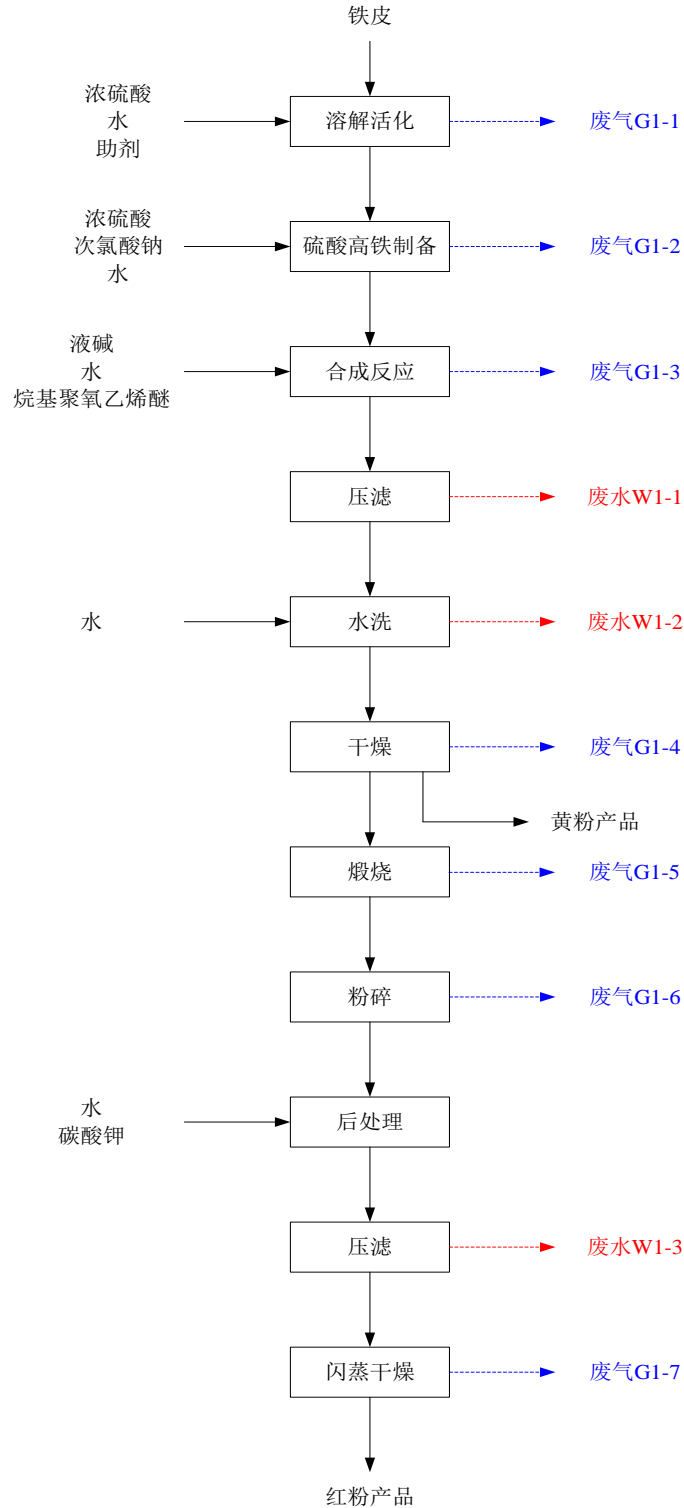 铁皮
浓硫酸
水
助剂
溶解活化
废气G1-1
浓硫酸
次氯酸钠
水
硫酸高铁制备
废气G1-2
液碱
水
烷基聚氧乙烯醚
合成反应
废气G1-3
压滤
废水W1-1
水
水洗
废水W1-2
干燥
废气G1-4
黄粉产品
煅烧
废气G1-5
粉碎
废气G1-6
水
碳酸钾
后处理
压滤
废水W1-3
闪蒸干燥
废气G1-7
红粉产品